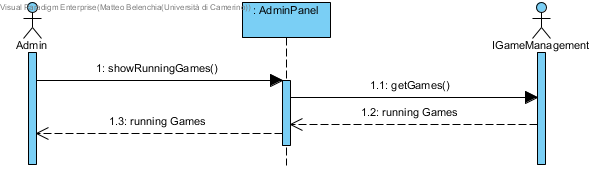 Visual Paradigm Enterprise(Matteo Belenchia(Università di Camerino))
: AdminPanel
Admin
IGameManagement
1: showRunningGames()
1.1: getGames()
1.2: running Games
1.3: running Games